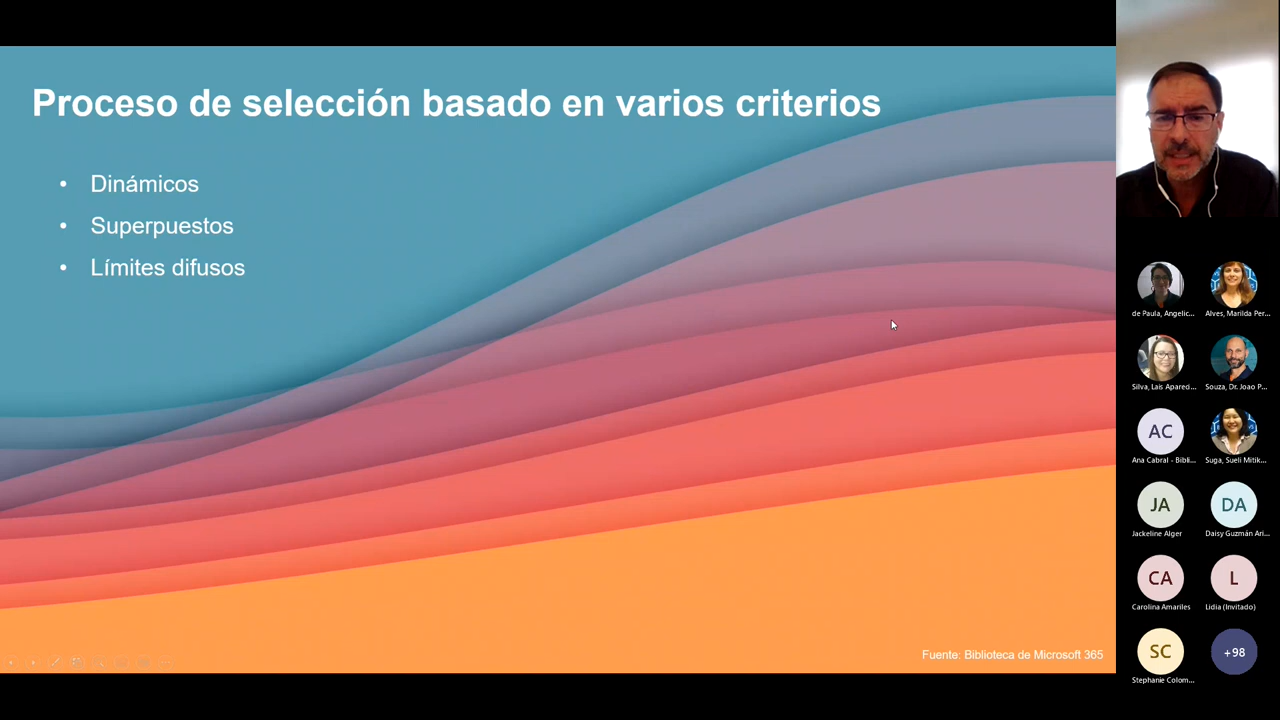 Proceso de selección basado en varios criterios
• Dinámicos
• Superpuestos
• Límites difusos
Fuente: Biblioteca de Microsoft 365
de Paula, Angelic...
Alves, Marilda Per...
Silva, Lais Apared...
Souza, Dr. Joao P...
AC
Ana Cabral - Bibli...
Suga, Sueli Mitik...
JA
Jackeline Alger
DA
Daisy Guzmán Ari...
CA
Carolina Amariles
L
Lidia (Invitado)
SC
Stephanie Colom...
+98